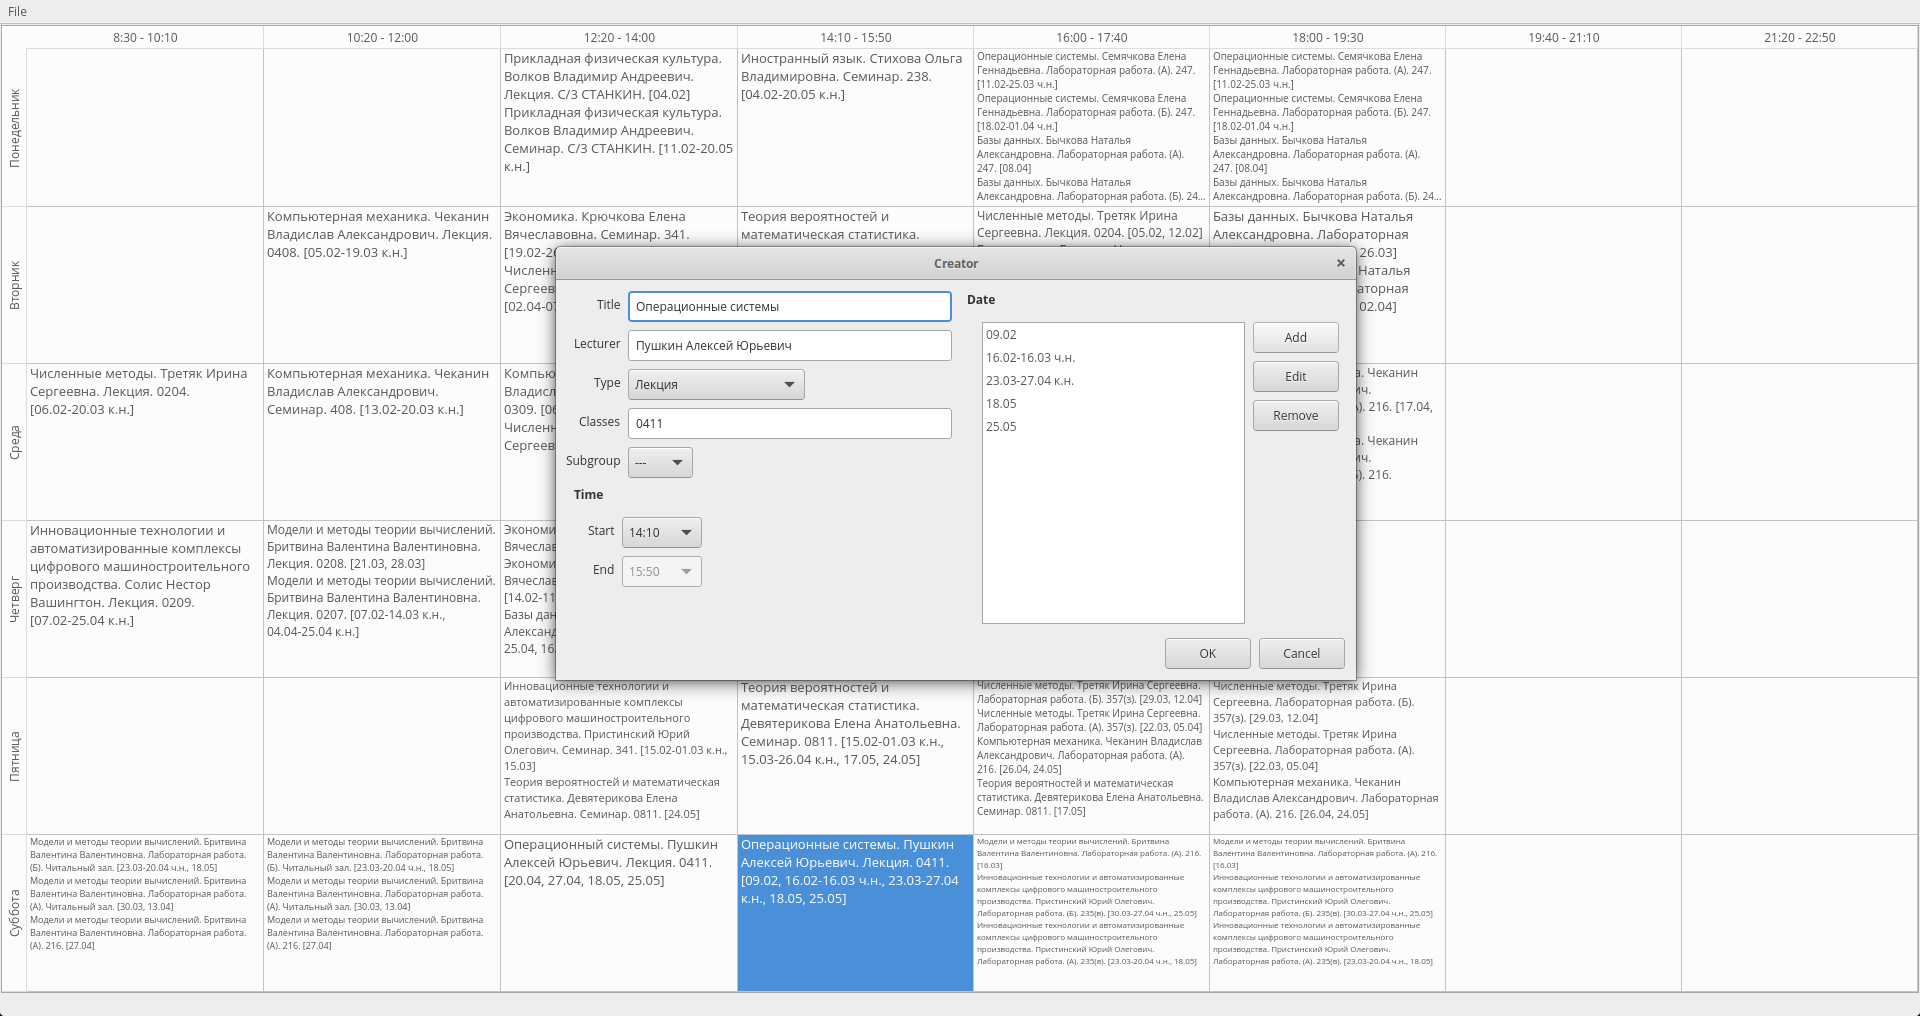 File
8:30 - 10:10
10:20 - 12:00
12:20 - 14:00
14:10 - 15:50
16:00 - 17:40
18:00 - 19:30
19:40 - 21:10
21:20 - 22:50
Понедельник
Прикладная физическая культура.
Волков Владимир Андреевич.
Лекция. С/З СТАНКИН. [04.02]
Прикладная физическая культура.
Волков Владимир Андреевич.
Семинар. С/З СТАНКИН. [11.02-20.05
к.н.]
Иностранный язык. Стихова Ольга
Владимировна. Семинар. 238.
[04.02-20.05 к.н.]
Операционные системы. Семячкова Елена
Геннадьевна. Лабораторная работа. (А). 247.
[11.02-25.03 ч.н.]
Операционные системы. Семячкова Елена
Геннадьевна. Лабораторная работа. (Б). 247.
[18.02-01.04 ч.н.]
Базы данных. Бычкова Наталья
Александровна. Лабораторная работа. (А).
247. [08.04]
Базы данных. Бычкова Наталья
Александровна. Лабораторная работа. (Б). 24...
Операционные системы. Семячкова Елена
Геннадьевна. Лабораторная работа. (А). 247.
[11.02-25.03 ч.н.]
Операционные системы. Семячкова Елена
Геннадьевна. Лабораторная работа. (Б). 247.
[18.02-01.04 ч.н.]
Базы данных. Бычкова Наталья
Александровна. Лабораторная работа. (А).
247. [08.04]
Базы данных. Бычкова Наталья
Александровна. Лабораторная работа. (Б). 24...
Вторник
Компьютерная механика. Чеканин
Владислав Александрович. Лекция.
0408. [05.02-19.03 к.н.]
Экономика. Крючкова Елена
Вячеславовна. Семинар. 341.
[19.02-26
Численн
Сергеев
[02.04-07
Теория вероятностей и
математическая статистика.
Численные методы. Третяк Ирина
Сергеевна. Лекция. 0204. [05.02, 12.02]
Базы данных. Бычкова Наталья
Александровна. Лабораторная
26.03]
Наталья
аторная
02.04]
Среда
Численные методы. Третяк Ирина
Сергеевна. Лекция. 0204.
[06.02-20.03 к.н.]
Компьютерная механика. Чеканин
Владислав Александрович.
Семинар. 408. [13.02-20.03 к.н.]
Компью
Владисл
0309. [06
Численн
Сергеев
а. Чеканин
ич.
). 216. [17.04,
а. Чеканин
ич.
). 216.
Четверг
Инновационные технологии и
автоматизированные комплексы
цифрового машиностроительного
производства. Солис Нестор
Вашингтон. Лекция. 0209.
[07.02-25.04 к.н.]
Модели и методы теории вычислений.
Бритвина Валентина Валентиновна.
Лекция. 0208. [21.03, 28.03]
Модели и методы теории вычислений.
Бритвина Валентина Валентиновна.
Лекция. 0207. [07.02-14.03 к.н.,
04.04-25.04 к.н.]
Экономи
Вячеслав
Экономи
Вячеслав
[14.02-11
Базы дан
Александ
25.04, 16
Пятница
Инновационные технологии и
автоматизированные комплексы
цифрового машиностроительного
производства. Пристинский Юрий
Олегович. Семинар. 341. [15.02-01.03 к.н.,
15.03]
Теория вероятностей и математическая
статистика. Девятерикова Елена
Анатольевна. Семинар. 0811. [24.05]
Теория вероятностей и
математическая статистика.
Девятерикова Елена Анатольевна.
Семинар. 0811. [15.02-01.03 к.н.,
15.03-26.04 к.н., 17.05, 24.05]
Численные методы. Третяк Ирина Сергеевна.
Лабораторная работа. (Б). 357(з). [29.03, 12.04]
Численные методы. Третяк Ирина Сергеевна.
Лабораторная работа. (А). 357(з). [22.03, 05.04]
Компьютерная механика. Чеканин Владислав
Александрович. Лабораторная работа. (А).
216. [26.04, 24.05]
Теория вероятностей и математическая
статистика. Девятерикова Елена Анатольевна.
Семинар. 0811. [17.05]
Численные методы. Третяк Ирина
Сергеевна. Лабораторная работа. (Б).
357(з). [29.03, 12.04]
Численные методы. Третяк Ирина
Сергеевна. Лабораторная работа. (А).
357(з). [22.03, 05.04]
Компьютерная механика. Чеканин
Владислав Александрович. Лабораторная
работа. (А). 216. [26.04, 24.05]
Суббота
Модели и методы теории вычислений. Бритвина
Валентина Валентиновна. Лабораторная работа.
(Б). Читальный зал. [23.03-20.04 ч.н., 18.05]
Модели и методы теории вычислений. Бритвина
Валентина Валентиновна. Лабораторная работа.
(А). Читальный зал. [30.03, 13.04]
Модели и методы теории вычислений. Бритвина
Валентина Валентиновна. Лабораторная работа.
(А). 216. [27.04]
Модели и методы теории вычислений. Бритвина
Валентина Валентиновна. Лабораторная работа.
(Б). Читальный зал. [23.03-20.04 ч.н., 18.05]
Модели и методы теории вычислений. Бритвина
Валентина Валентиновна. Лабораторная работа.
(А). Читальный зал. [30.03, 13.04]
Модели и методы теории вычислений. Бритвина
Валентина Валентиновна. Лабораторная работа.
(А). 216. [27.04]
Операционный системы. Пушкин
Алексей Юрьевич. Лекция. 0411.
[20.04, 27.04, 18.05, 25.05]
Операционные системы. Пушкин
Алексей Юрьевич. Лекция. 0411.
[09.02, 16.02-16.03 ч.н., 23.03-27.04
к.н., 18.05, 25.05]
Модели и методы теории вычислений. Бритвина
Валентина Валентиновна. Лабораторная работа. (А). 216.
[16.03]
Инновационные технологии и автоматизированные
комплексы цифрового машиностроительного
производства. Пристинский Юрий Олегович.
Лабораторная работа. (Б). 235(в). [30.03-27.04 ч.н., 25.05]
Инновационные технологии и автоматизированные
комплексы цифрового машиностроительного
производства. Пристинский Юрий Олегович.
Лабораторная работа. (А). 235(в). [23.03-20.04 ч.н., 18.05]
Модели и методы теории вычислений. Бритвина
Валентина Валентиновна. Лабораторная работа. (А). 216.
[16.03]
Инновационные технологии и автоматизированные
комплексы цифрового машиностроительного
производства. Пристинский Юрий Олегович.
Лабораторная работа. (Б). 235(в). [30.03-27.04 ч.н., 25.05]
Инновационные технологии и автоматизированные
комплексы цифрового машиностроительного
производства. Пристинский Юрий Олегович.
Лабораторная работа. (А). 235(в). [23.03-20.04 ч.н., 18.05]
Creator
Title
Операционные системы
Lecturer
Пушкин Алексей Юрьевич
Type
Лекция
Classes
0411
Subgroup
---
Time
Start
14:10
End
15:50
Date
09.02
16.02-16.03 ч.н.
23.03-27.04 к.н.
18.05
25.05
Add
Edit
Remove
OK
Cancel